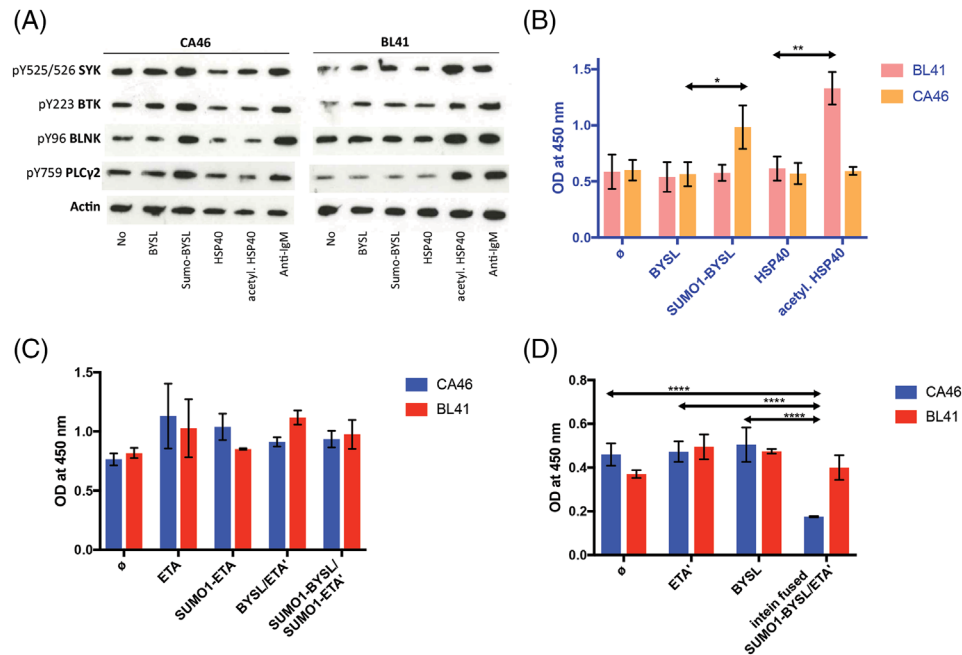 (A)
CA46
BL41
pY525/526 SYK
pY223 BTK
pY96 BLNK
pY759 PLCγ2
Actin
No
BYSL
Sumo-BYSL
HSP40
acetyl. HSP40
Anti-IgM
No
BYSL
Sumo-BYSL
HSP40
acetyl. HSP40
Anti-IgM
(B)
OD at 450 nm
1.5
1.0
0.5
0.0
*
**
BL41
CA46
ø
BYSL
SUMO1-BYSL
HSP40
acetyl. HSP40
(C)
OD at 450 nm
1.5
1.0
0.5
0.0
CA46
BL41
ø
ETA
SUMO1-ETA
BYSL/ETA'
SUMO1-BYSL/
SUMO1-ETA'
(D)
OD at 450 nm
0.8
0.6
0.4
0.2
0.0
****
****
****
CA46
BL41
ø
ETA'
BYSL
intein fused
SUMO1-BYSL/ETA'